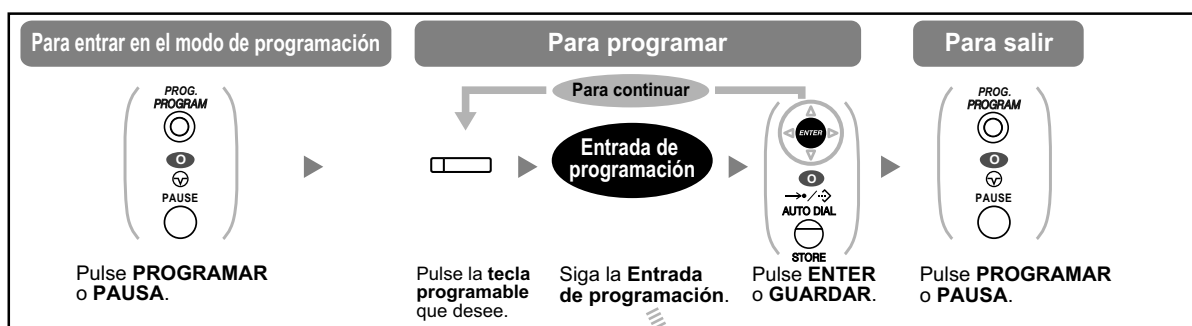 Para entrar en el modo de programación
Para programar
Para salir
PROG.
PROGRAM
O
PAUSE
Pulse PROGRAMAR
o PAUSA.
Para continuar
Pulse la tecla
programable
que desee.
Entrada de
programación
Siga la Entrada
de programación.
ENTER
O
AUTO DIAL
STORE
Pulse ENTER
o GUARDAR.
PROG.
PROGRAM
O
PAUSE
Pulse PROGRAMAR
o PAUSA.